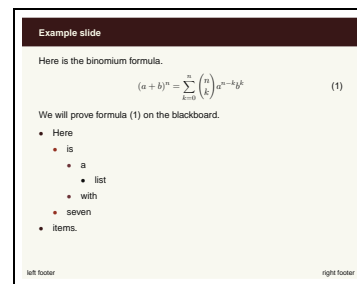 Example slide
Here is the binomium formula.
(a + b)^n = \sum_{k=0}^{n} \binom{n}{k} a^{n-k} b^k (1)
We will prove formula (1) on the blackboard.
• Here
• is
• a
• list
• with
• seven
• items.
left footer right footer